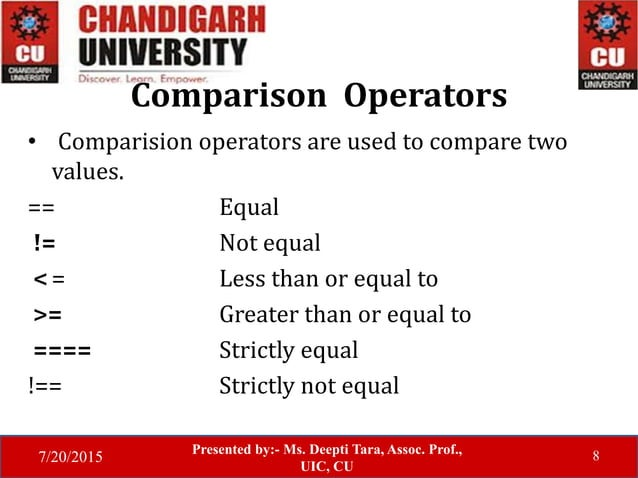 CU
CHANDIGARH
UNIVERSITY
CHANDIGARH
UNIVERSITY
Discover. Learn. Empower.
CU
CHANDIGARH
UNIVERSITY
Comparison Operators
• Comparision operators are used to compare two
values.
== Equal
!= Not equal
< = Less than or equal to
>= Greater than or equal to
==== Strictly equal
!== Strictly not equal
7/20/2015
Presented by:- Ms. Deepti Tara, Assoc. Prof.,
UIC, CU
8